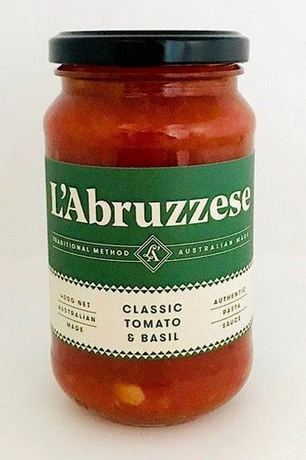 L'Abruzzese
TRADITIONAL METHOD AUSTRALIAN MADE
400G NET
AUSTRALIAN
MADE
CLASSIC
TOMATO
& BASIL
AUTHENTIC
PASTA
SAUCE